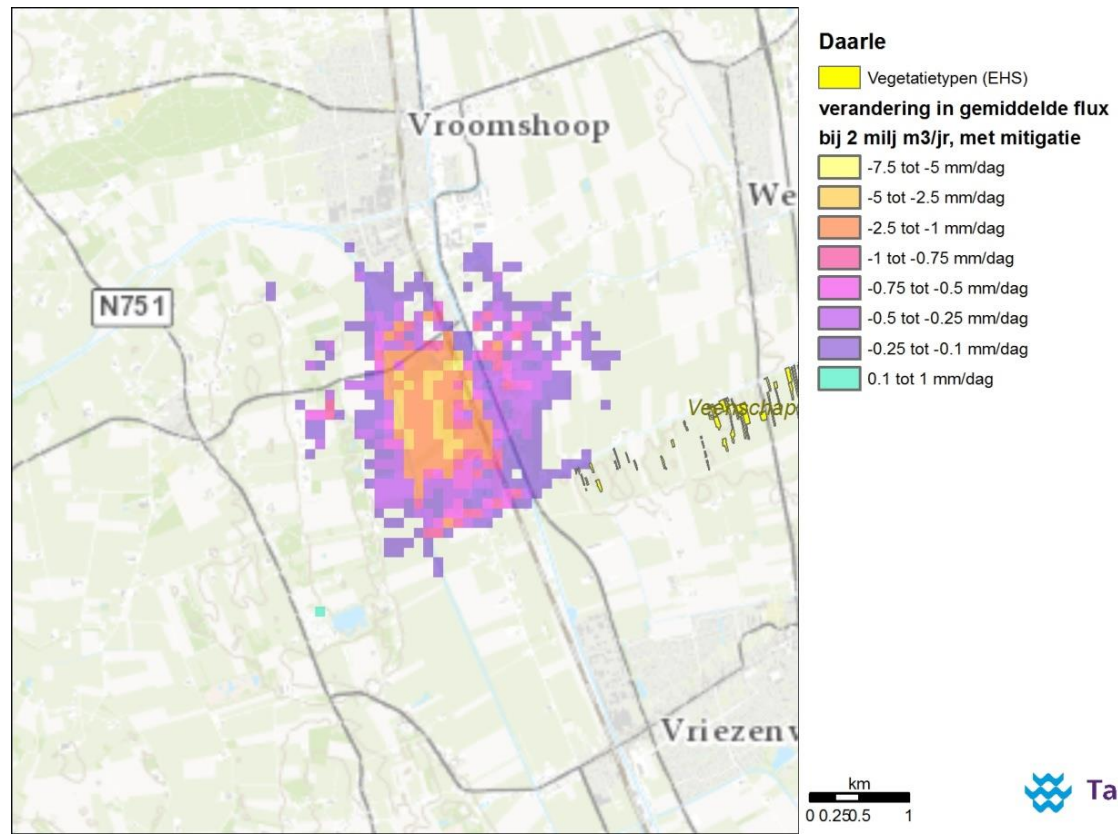 Vroomshoop
We
N751
Veenschap
Vriezenv
Daarle
Vegetatietypen (EHS)
verandering in gemiddelde flux
bij 2 milj m3/jr, met mitigatie
-7.5 tot -5 mm/dag
-5 tot -2.5 mm/dag
-2.5 tot -1 mm/dag
-1 tot -0.75 mm/dag
-0.75 tot -0.5 mm/dag
-0.5 tot -0.25 mm/dag
-0.25 tot -0.1 mm/dag
0.1 tot 1 mm/dag
km
0 0.25 0.5 1
Ta